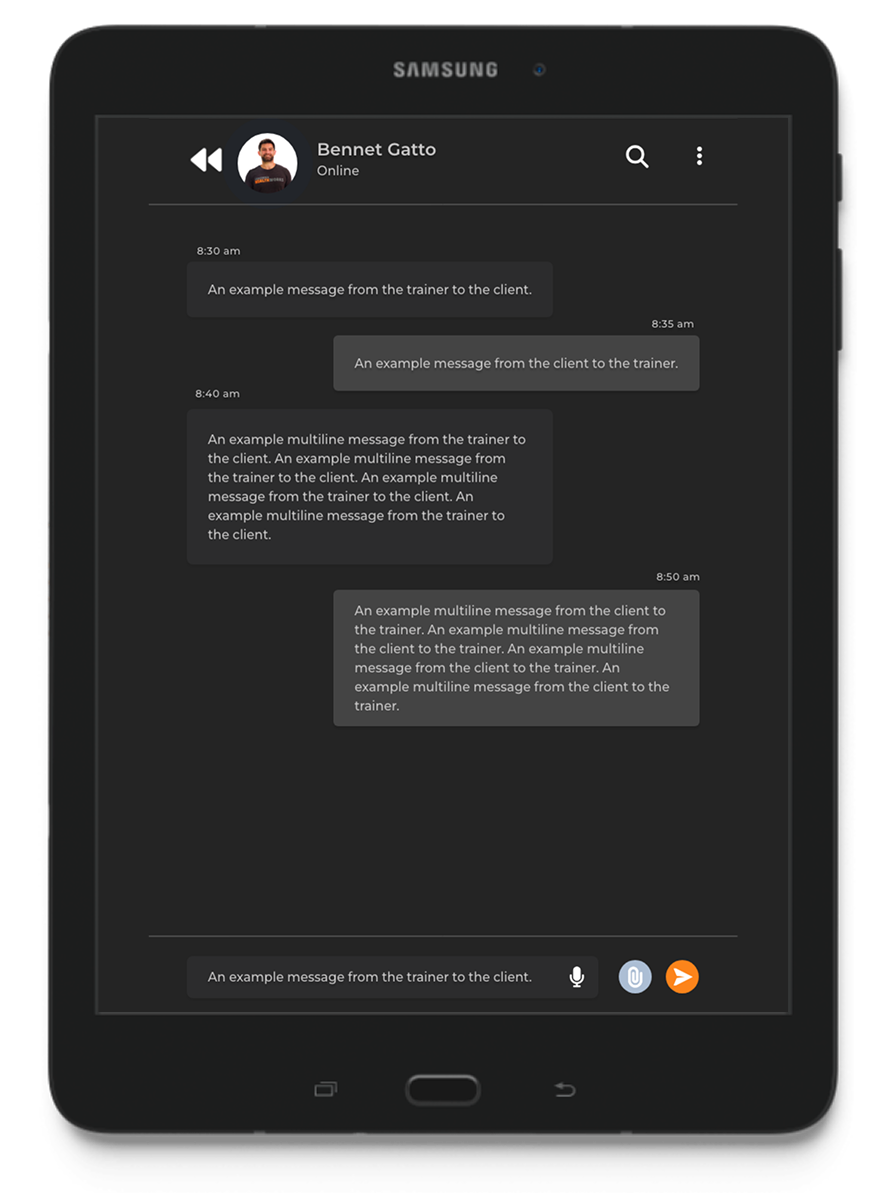 SAMSUNG
Bennet Gatto
Online
8:30 am
An example message from the trainer to the client.
8:35 am
An example message from the client to the trainer.
8:40 am
An example multiline message from the trainer to
the client. An example multiline message from
the trainer to the client. An example multiline
message from the trainer to the client. An
example multiline message from the trainer to
the client.
8:50 am
An example multiline message from the client to
the trainer. An example multiline message from
the client to the trainer. An example multiline
message from the client to the trainer. An
example multiline message from the client to the
trainer.
An example message from the trainer to the client.